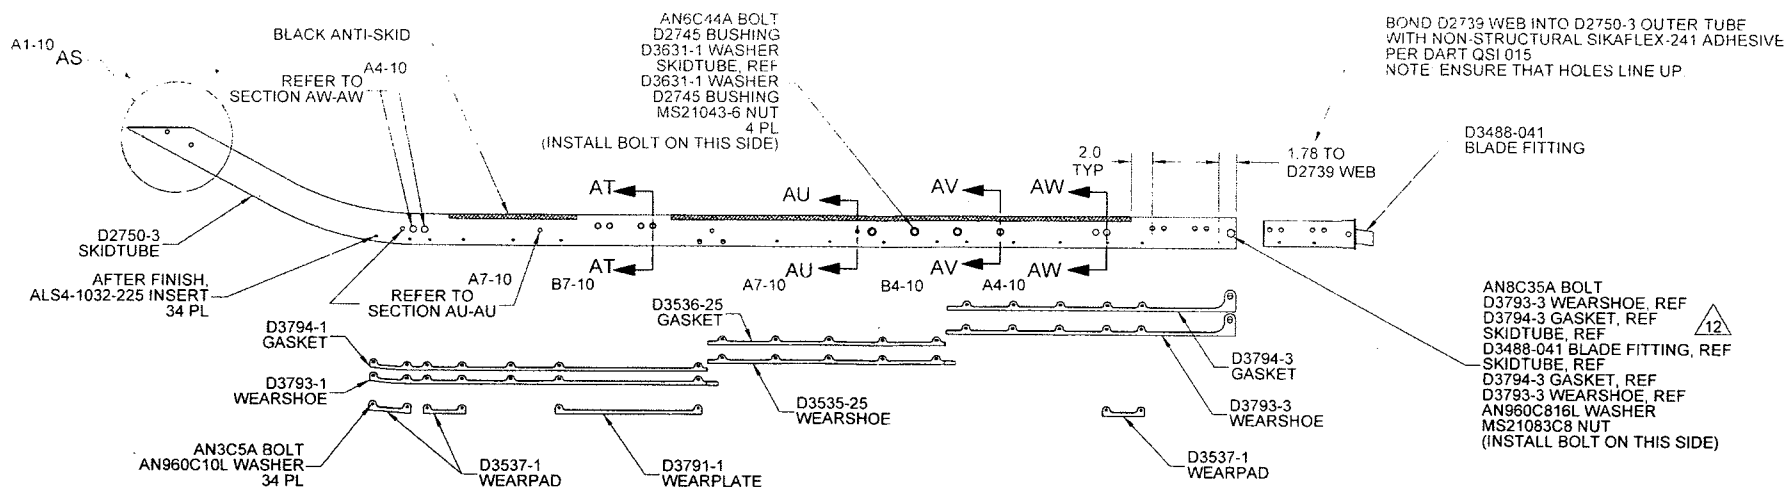 A1-10
AS
BLACK ANTI-SKID
A4-10
REFER TO
SECTION AW-AW
AN6C44A BOLT
D2745 BUSHING
D3631-1 WASHER
SKIDTUBE, REF
D3631-1 WASHER
D2745 BUSHING
MS21043-6 NUT
4 PL
(INSTALL BOLT ON THIS SIDE)
BOND D2739 WEB INTO D2750-3 OUTER TUBE
WITH NON-STRUCTURAL SIKAFLEX-241 ADHESIVE
PER DART QSI 015
NOTE ENSURE THAT HOLES LINE UP.
D3488-041
BLADE FITTING
2.0
TYP
1.78 TO
D2739 WEB
AT
AU
AV
AW
D2750-3
SKIDTUBE
AFTER FINISH,
ALS4-1032-225 INSERT
34 PL
REFER TO
SECTION AU-AU
A7-10
AT
B7-10
AU
A7-10
AV
B4-10
AW
A4-10
D3794-1
GASKET
D3793-1
WEARSHOE
AN3C5A BOLT
AN960C10L WASHER
34 PL
D3537-1
WEARPAD
D3791-1
WEARPLATE
D3536-25
GASKET
D3535-25
WEARSHOE
D3794-3
GASKET
D3793-3
WEARSHOE
D3537-1
WEARPAD
AN8C35A BOLT
D3793-3 WEARSHOE, REF
D3794-3 GASKET, REF
SKIDTUBE, REF
D3488-041 BLADE FITTING, REF
SKIDTUBE, REF
D3794-3 GASKET, REF
D3793-3 WEARSHOE, REF
AN960C816L WASHER
MS21083C8 NUT
(INSTALL BOLT ON THIS SIDE)
12